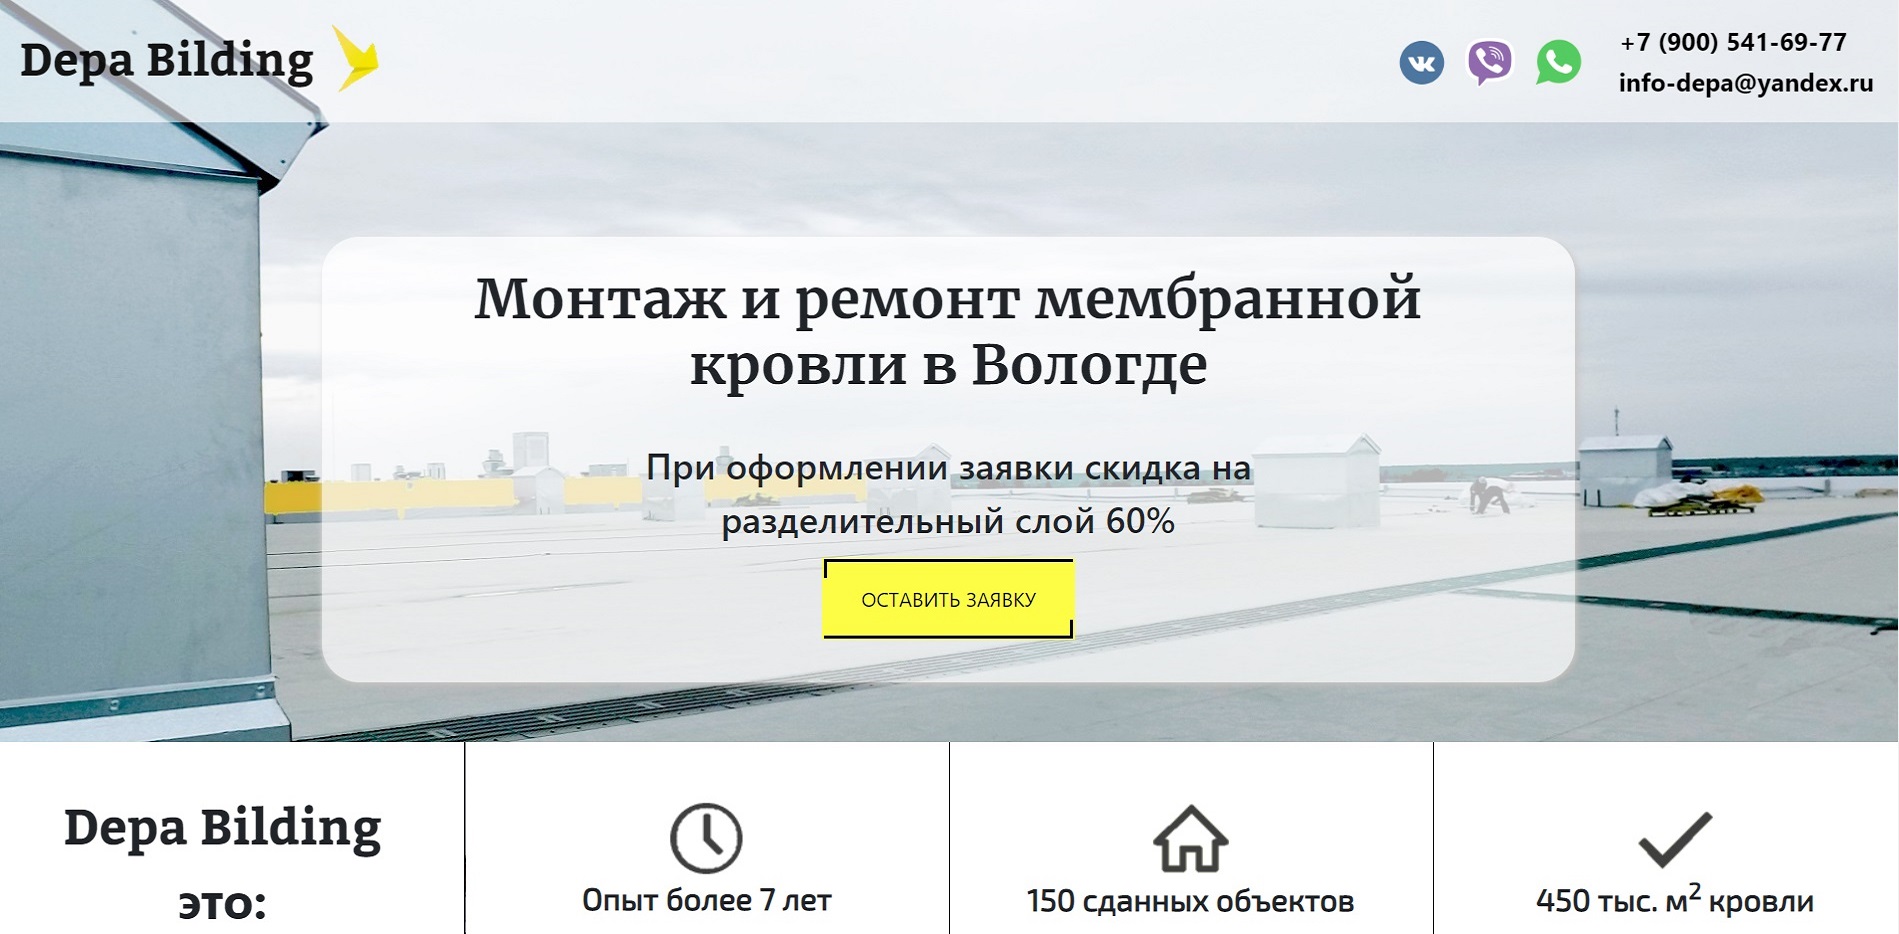 Depa Bilding
+7 (900) 541-69-77
info-depa@yandex.ru
Монтаж и ремонт мембранной
кровли в Вологде
При оформлении заявки скидка на
разделительный слой 60%
ОСТАВИТЬ ЗАЯВКУ
Depa Bilding
это:
Опыт более 7 лет
150 сданных объектов
450 тыс. м² кровли